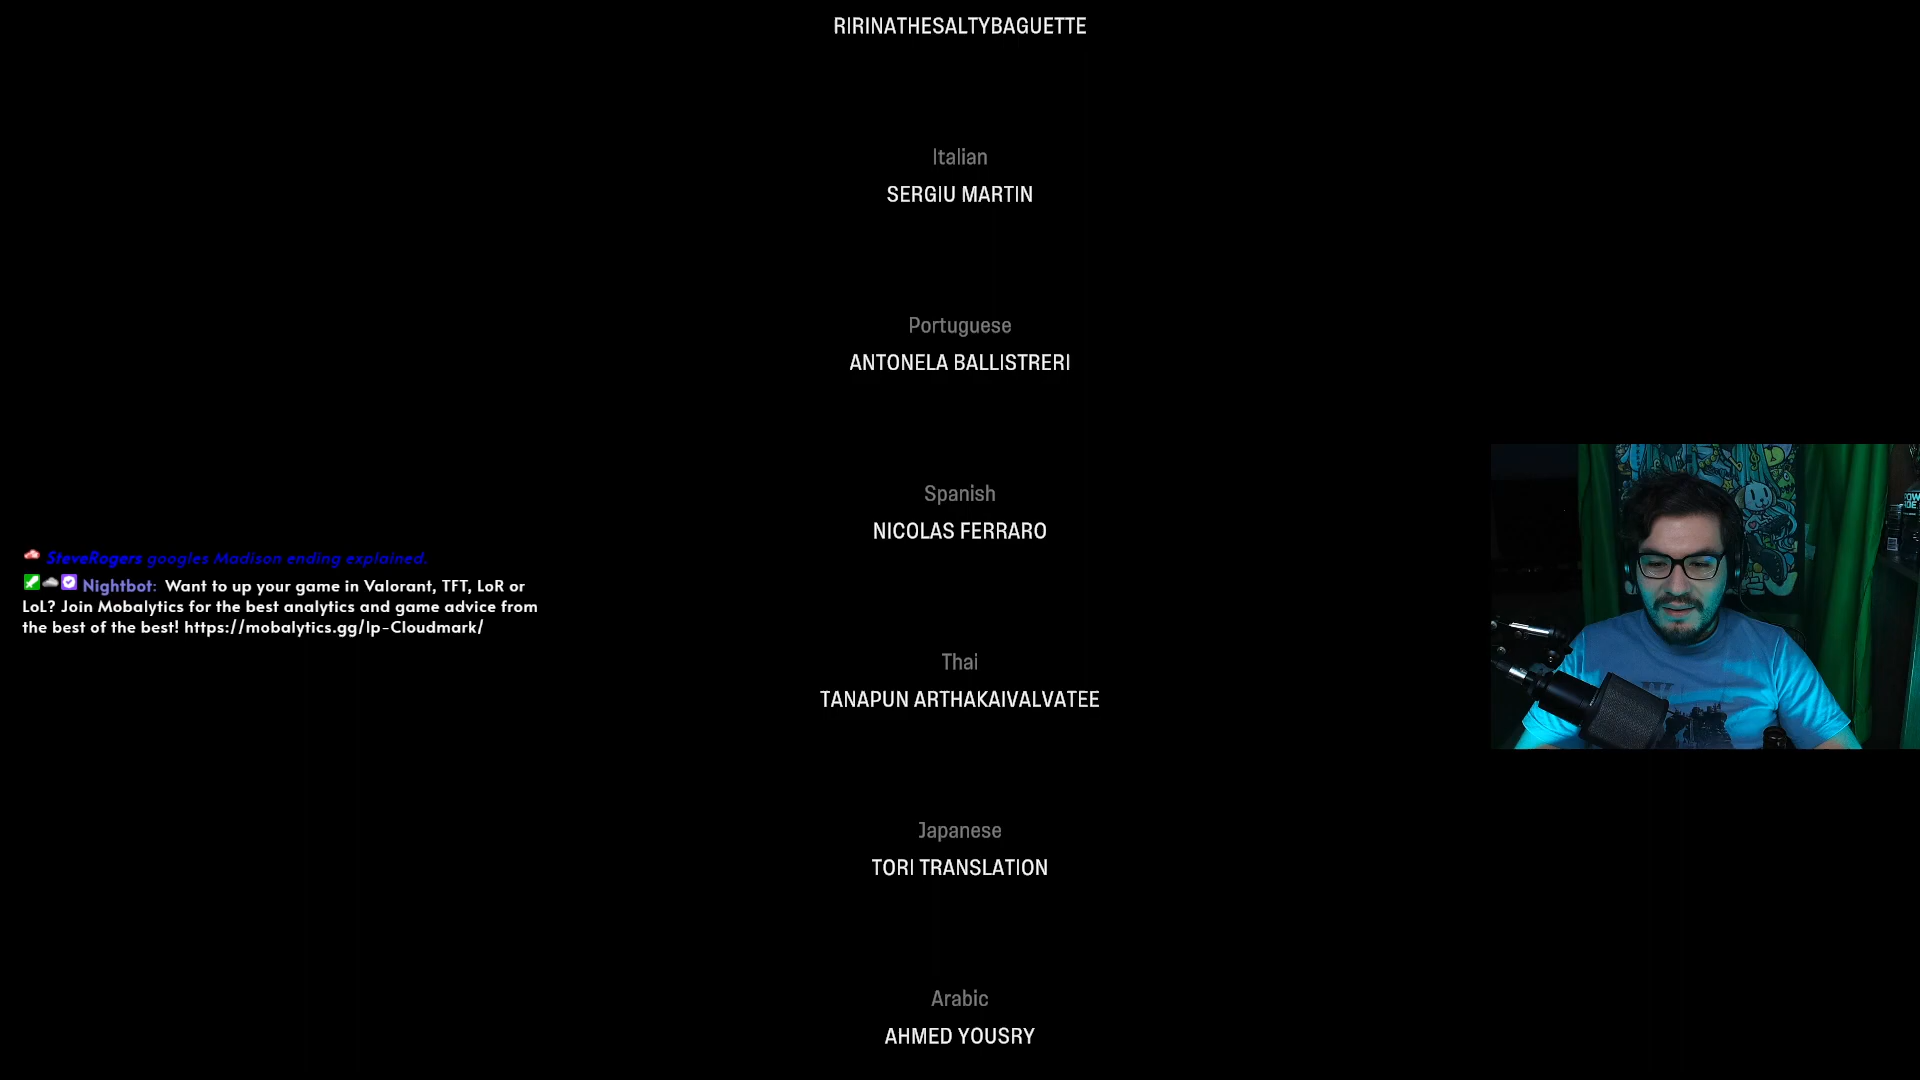 RIRINATHESALTYBAGUETTE
Italian
SERGIU MARTIN
Portuguese
ANTONELA BALLISTRERI
Spanish
NICOLAS FERRARO
Thai
TANAPUN ARTHAKAIVALVATEE
Japanese
TORI TRANSLATION
Arabic
AHMED YOUSRY
SteveRogers googles Madison ending explained.
Nightbot: Want to up your game in Valorant, TFT, LoR or
LoL? Join Mobalytics for the best analytics and game advice from
the best of the best! https://mobalytics.gg/lp-Cloudmark/